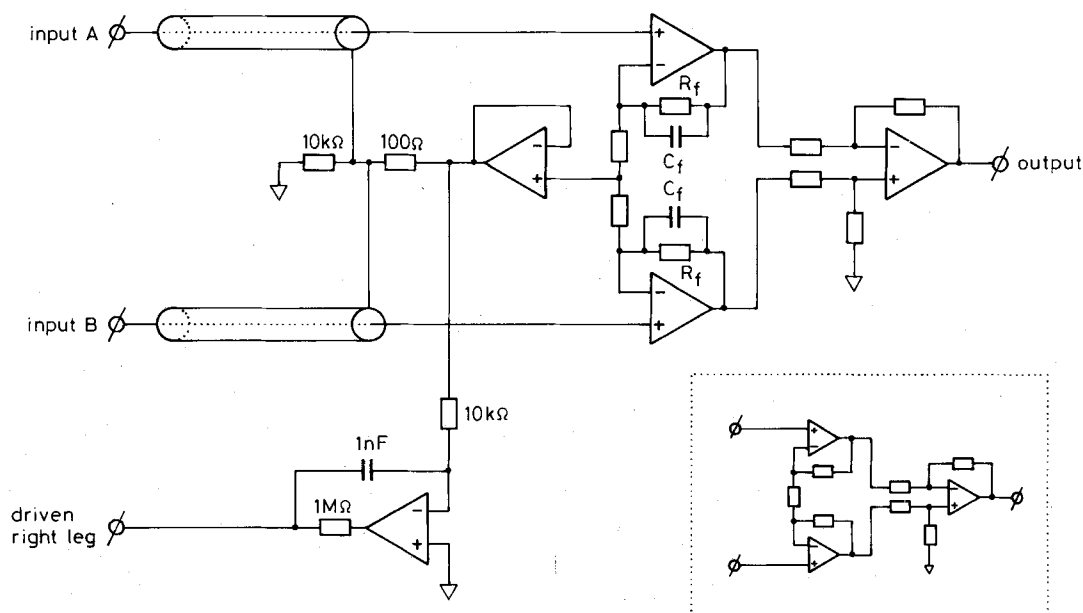 input A
10kΩ
100Ω
R_f
C_f
C_f
R_f
output
input B
10kΩ
1nF
1MΩ
driven
right leg